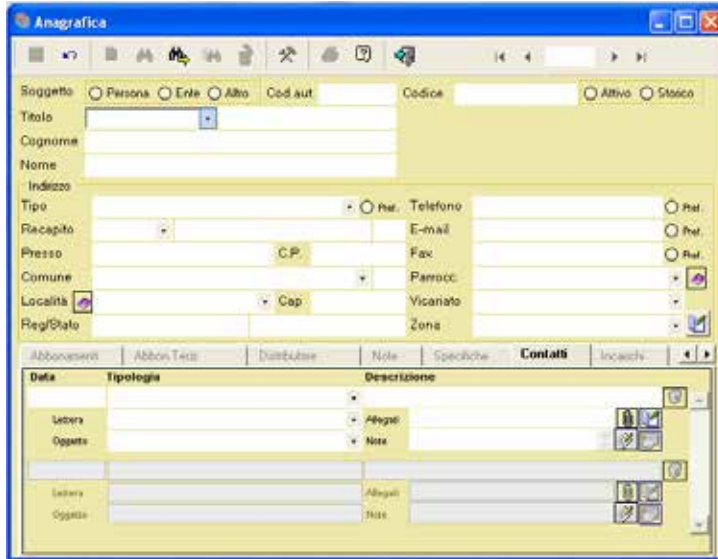 Anagrafica
Soggetto Persona Ente Altro Cod.aut. Codice Attivo Storico
Titolo
Cognome
Nome
Indirizzo
Tipo Pref. Telefono Pref.
Recapito E-mail Pref.
Presso C.P. Fax Pref.
Comune Parrocc.
Località Cap Vicariato
Reg/Stato Zona
Abbonamenti Abbon.Terzi Distributore Note Specifiche Contatti Incarichi
Data Tipologia Descrizione
Lettera Allegati
Oggetto Note
Lettera Allegati
Oggetto Note